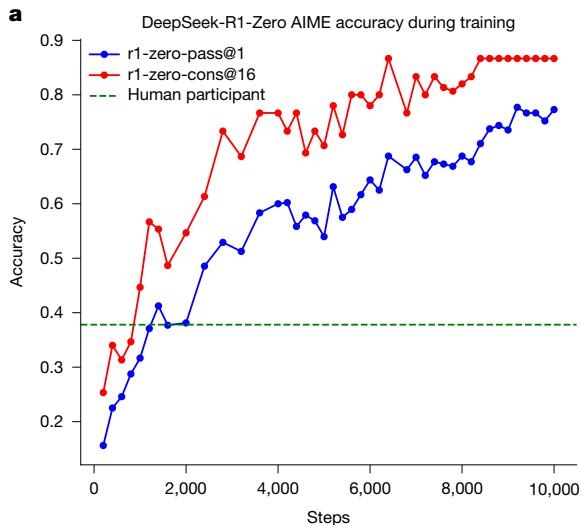 a
DeepSeek-R1-Zero AIME accuracy during training
r1-zero-pass@1
r1-zero-cons@16
Human participant
Accuracy
0.9
0.8
0.7
0.6
0.5
0.4
0.3
0.2
0 2,000 4,000 6,000 8,000 10,000
Steps